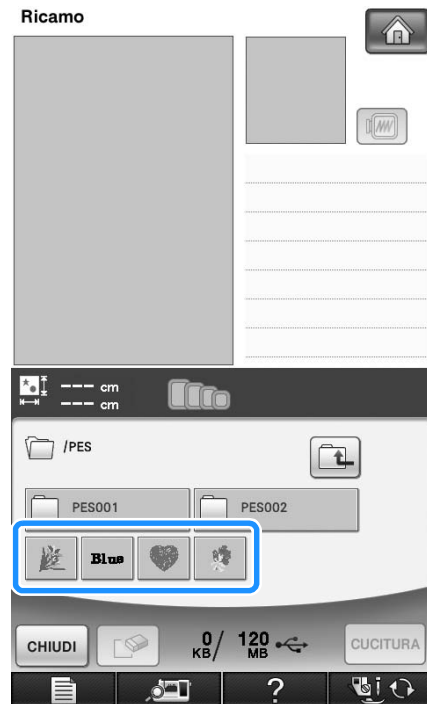 Ricamo
--- cm
--- cm
/PES
PES001 PES002
Blue
CHIUDI 0 KB/ 120 MB CUCITURA
?